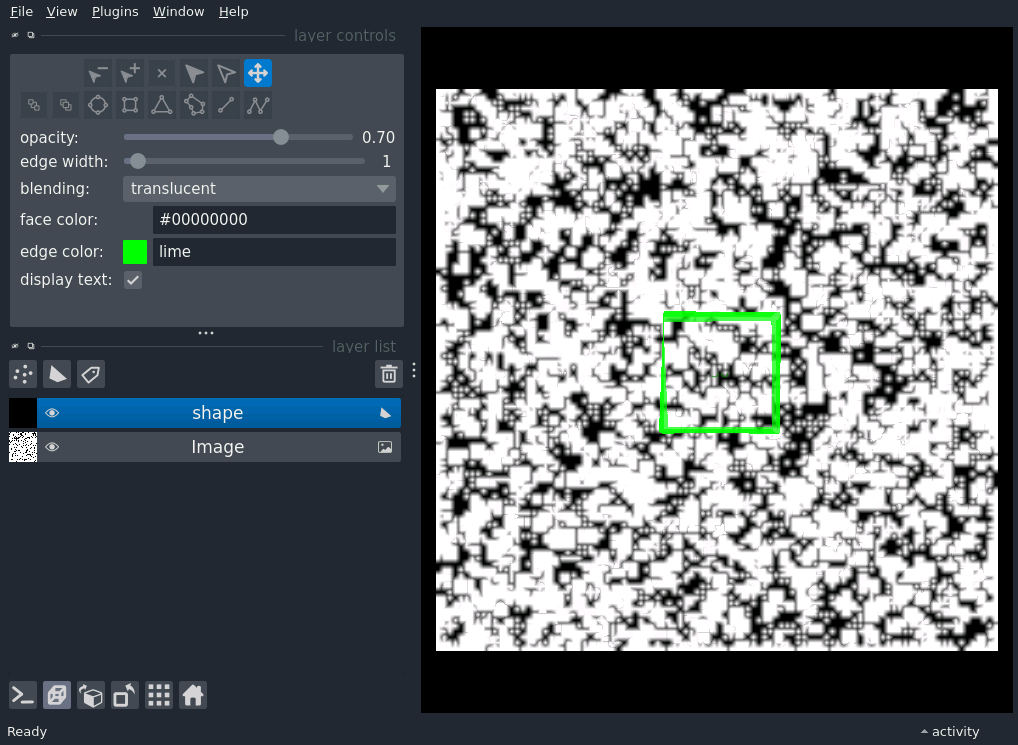 File View Plugins Window Help
layer controls
opacity: 0.70
edge width: 1
blending: translucent
face color: #00000000
edge color: lime
display text:
layer list
shape
Image
Ready activity